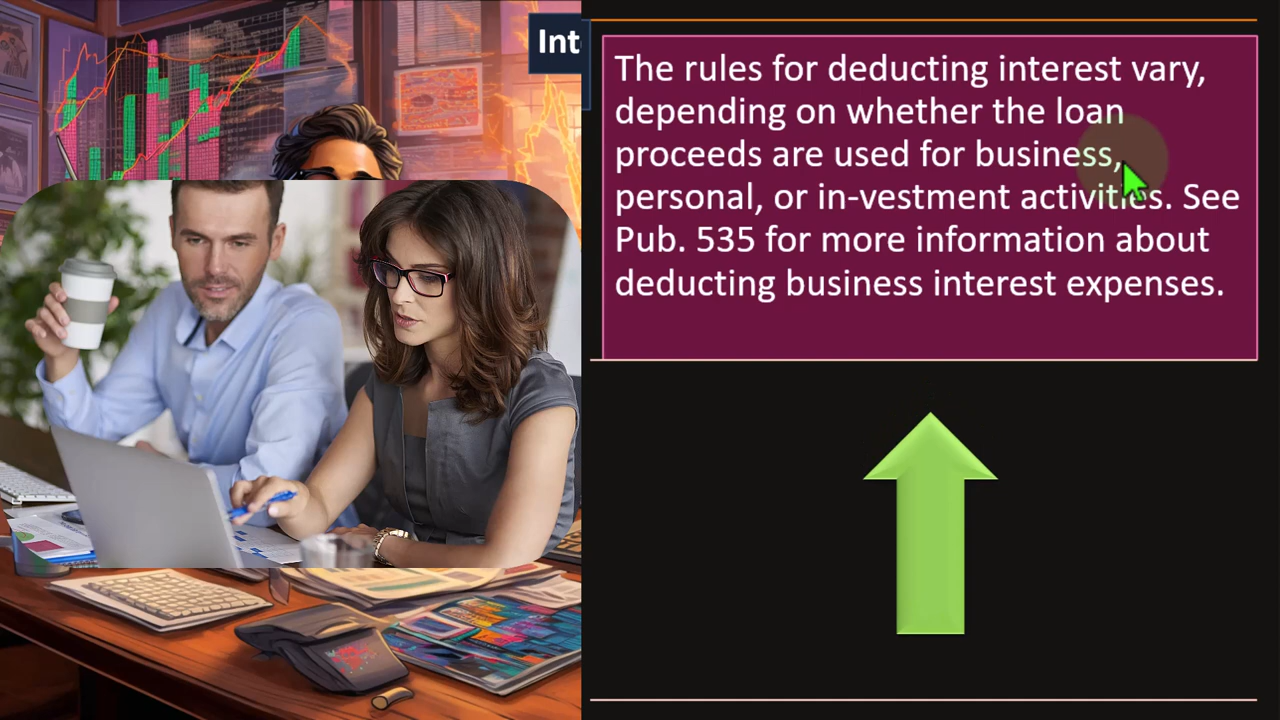 Int
The rules for deducting interest vary,
depending on whether the loan
proceeds are used for business,
personal, or in-vestment activities. See
Pub. 535 for more information about
deducting business interest expenses.